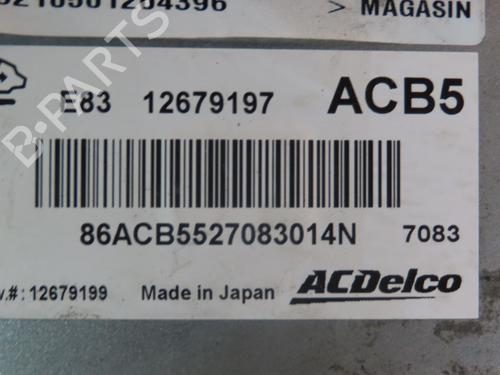 > MAGASIN
E83 12679197 ACB5
86ACB5527083014N 7083
.#: 12679199 Made in Japan ACDelco
B-PARTS